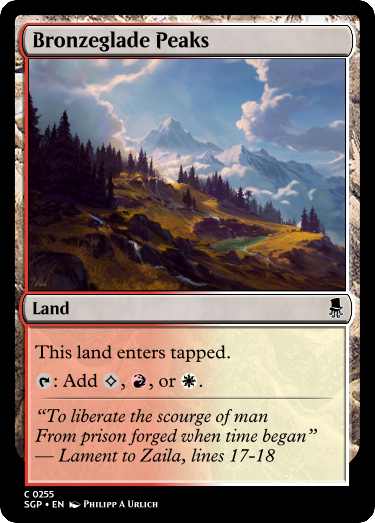 Bronzeglade Peaks
Land
This land enters tapped.
: Add , , or .
“To liberate the scourge of man
From prison forged when time began”
— Lament to Zaila, lines 17-18
C 0255
SGP • EN Philipp A Urlich